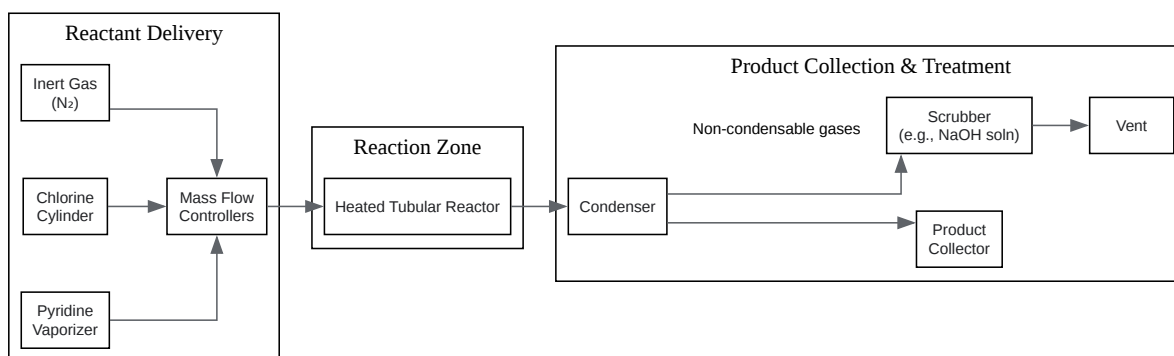 Reactant Delivery
Inert Gas
(N₂)
Chlorine
Cylinder
Mass Flow
Controllers
Pyridine
Vaporizer
Reaction Zone
Heated Tubular Reactor
Product Collection & Treatment
Condenser
Non-condensable gases
Scrubber
(e.g., NaOH soln)
Vent
Product
Collector